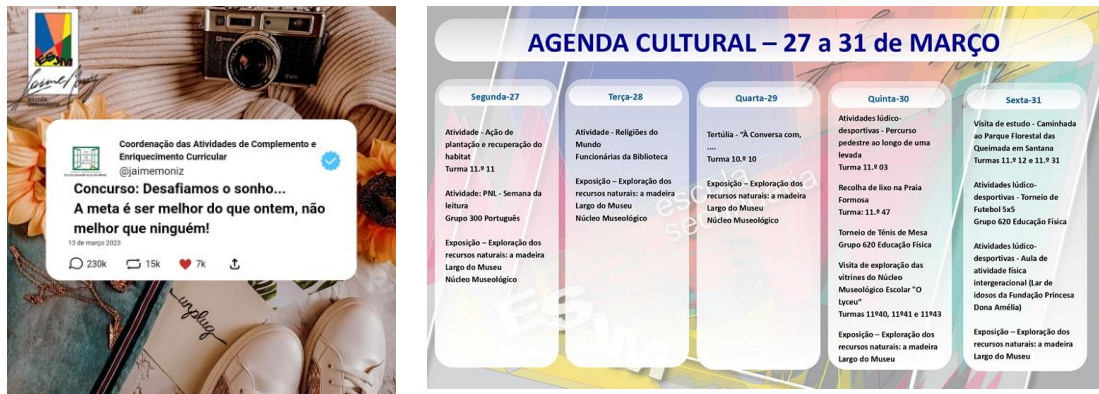 ESJM
Jaime Moniz
Coordenação das Atividades de Complemento e
Enriquecimento Curricular
@jaimemoniz
Concurso: Desafiamos o sonho...
A meta é ser melhor do que ontem, não
melhor que ninguém!
13 de março 2023
230k 15k 7k
unplug
AGENDA CULTURAL – 27 a 31 de MARÇO
Segunda-27
Atividade - Ação de
plantação e recuperação do
habitat
Turma 11.º 11
Atividade: PNL - Semana da
leitura
Grupo 300 Português
Exposição – Exploração dos
recursos naturais: a madeira
Largo do Museu
Núcleo Museológico
Terça-28
Atividade - Religiões do
Mundo
Funcionárias da Biblioteca
Exposição – Exploração dos
recursos naturais: a madeira
Largo do Museu
Núcleo Museológico
Quarta-29
Tertúlia - "À Conversa com,
....
Turma 10.º 10
Exposição – Exploração dos
recursos naturais: a madeira
Largo do Museu
Núcleo Museológico
Quinta-30
Atividades lúdico-
desportivas - Percurso
pedestre ao longo de uma
levada
Turma 11.º 03
Recolha de lixo na Praia
Formosa
Turma: 11.º 47
Torneio de Ténis de Mesa
Grupo 620 Educação Física
Visita de exploração das
vitrines do Núcleo
Museológico Escolar "O
Lyceu"
Turmas 11º40, 11º41 e 11º43
Exposição – Exploração dos
recursos naturais: a madeira
Largo do Museu
Sexta-31
Visita de estudo - Caminhada
ao Parque Florestal das
Queimada em Santana
Turmas 11.º 12 e 11.º 31
Atividades lúdico-
desportivas - Torneio de
Futebol 5x5
Grupo 620 Educação Física
Atividades lúdico-
desportivas - Aula de
atividade física
intergeracional (Lar de
idosos da Fundação Princesa
Dona Amélia)
Exposição – Exploração dos
recursos naturais: a madeira
Largo do Museu
escola
ESJM